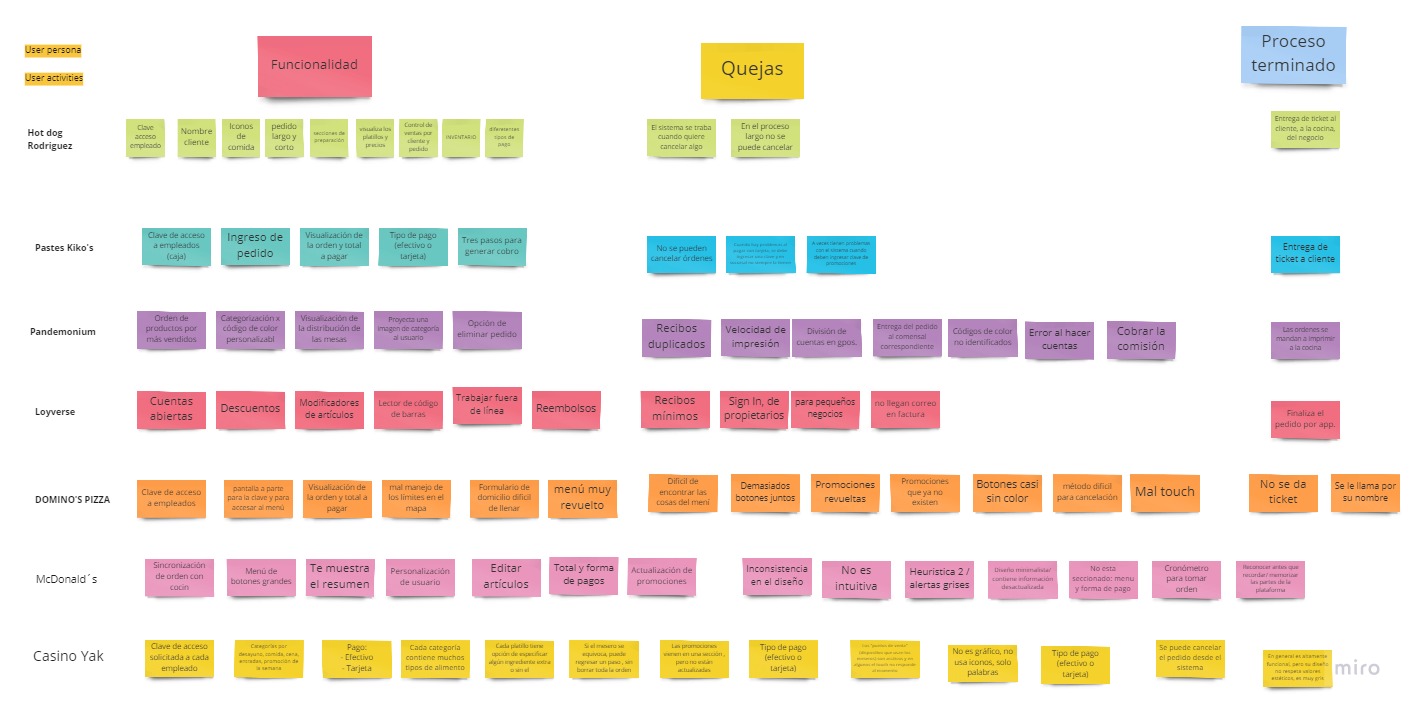 User persona
User activities
Funcionalidad
Quejas
Proceso
terminado
Hot dog
Rodriguez
Clave
acceso
empleado
Nombre
cliente
Iconos
de
comida
pedido
largo y
corto
secciones de
preparación
visualiza los
platillos y
precios
Control de
ventas por
cliente y
pedido
INVENTARIO
diferentes
tipos de
pago
El sistema se traba
cuando quiere
cancelar algo
En el proceso
largo no se
puede cancelar
Entrega de ticket al
cliente, a la cocina,
del negocio
Pastes Kiko's
Clave de acceso
a empleados
(caja)
Ingreso de
pedido
Visualización de
la orden y total
a pagar
Tipo de pago
(efectivo o
tarjeta)
Tres pasos para
generar cobro
No se pueden
cancelar órdenes
A veces tienen problemas
con el sistema cuando
deben ingresar clave de
promociones
Entrega de
ticket a cliente
Pandemonium
Orden de
productos por
más vendidos
Categorización x
código de color
personalizabl
Visualización de
la distribución de
las mesas
Proyecta una
imagen de categoría
al usuario
Opción de
eliminar pedido
Recibos
duplicados
Velocidad de
impresión
División de
cuentas en gpos.
Entrega del pedido
al comensal
correspondiente
Códigos de color
no identificados
Error al hacer
cuentas
Cobrar la
comisión
Las ordenes se
mandan a imprimir
a la cocina
Loyverse
Cuentas
abiertas
Descuentos
Modificadores
de artículos
Lector de código
de barras
Trabajar fuera
de línea
Reembolsos
Recibos
mínimos
Sign In, de
propietarios
para pequeños
negocios
no llegan correo
en factura
Finaliza el
pedido por app.
DOMINO'S PIZZA
Clave de acceso
a empleados
pantalla a parte
para la clave y para
accesar al menú
Visualización de
la orden y total a
pagar
mal manejo de
los límites en el
mapa
Formulario de
domicilio difícil
de llenar
menú muy
revuelto
Difícil de
encontrar las
cosas del mení
Demasiados
botones juntos
Promociones
revueltas
Promociones
que ya no
existen
Botones casi
sin color
método difícil
para cancelación
Mal touch
No se da
ticket
Se le llama por
su nombre
McDonald´s
Sincronización
de orden con
cocin
Menú de
botones grandes
Te muestra
el resumen
Personalización
de usuario
Editar
artículos
Total y forma
de pagos
Actualización de
promociones
Inconsistencia
en el diseño
No es
intuitiva
Heuristica 2 /
alertas grises
Diseño minimalista/
contiene información
desactualizada
No esta
seccionado: menu
y forma de pago
Cronómetro
para tomar
orden
Reconocer antes que
recordar/ memorizar
las partes de la
plataforma
Casino Yak
Clave de acceso
solicitada a cada
empleado
Categorías por
desayuno, comida, cena,
entradas, promoción de
la semana
Pago:
- Efectivo
- Tarjeta
Cada categoría
contiene muchos
tipos de alimento
Cada platillo tiene
opción de especificar
algún ingrediente extra
o sin el
Si el mesero se
equivoca, puede
regresar un paso , sin
borrar toda la orden
Las promociones
vienen en una sección ,
pero no están
actualizadas
Tipo de pago
(efectivo o
tarjeta)
No es gráfico, no
usa iconos, solo
palabras
Tipo de pago
(efectivo o
tarjeta)
Se puede cancelar
el pedido desde el
sistema
En general es altamente
funcional, pero su diseño
no respeta valores
estáticos, es muy gris
miro